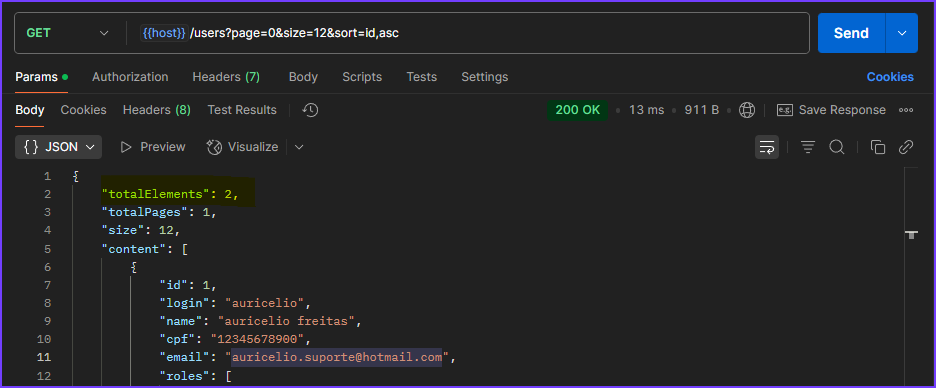 GET {{host}} /users?page=0&size=12&sort=id,asc Send
Params Authorization Headers (7) Body Scripts Tests Settings Cookies
Body Cookies Headers (8) Test Results 200 OK 13 ms 911 B e.g. Save Response
{} JSON Preview Visualize
1 {
2 "totalElements": 2,
3 "totalPages": 1,
4 "size": 12,
5 "content": [
6 {
7 "id": 1,
8 "login": "auricelio",
9 "name": "auricelio freitas",
10 "cpf": "12345678900",
11 "email": "auricelio.suporte@hotmail.com",
12 "roles": [